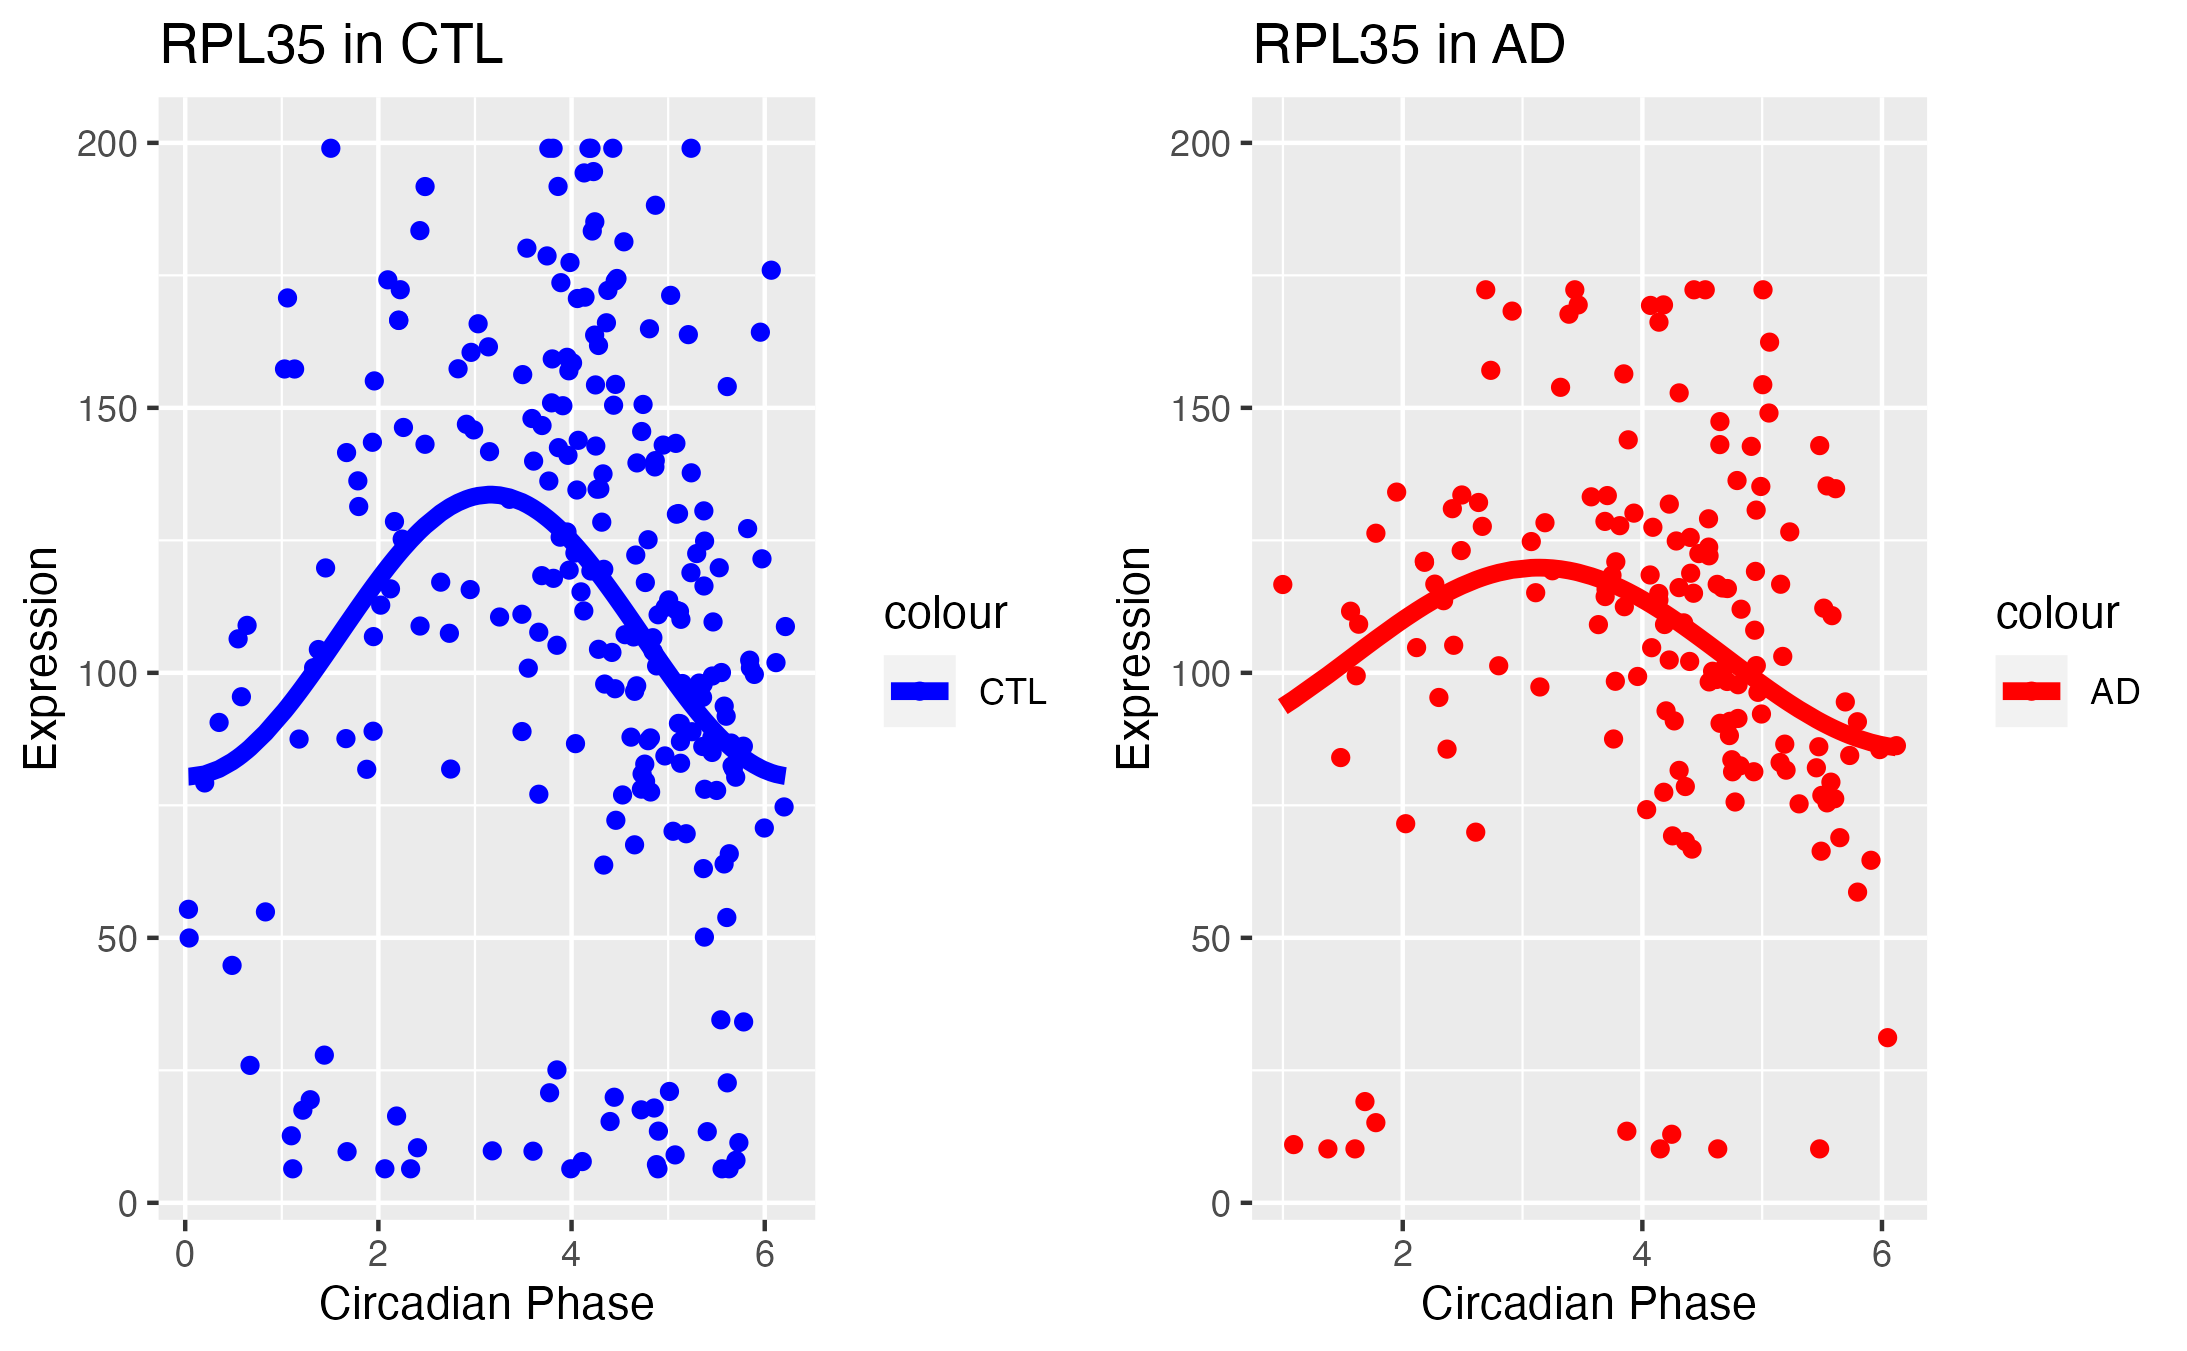 RPL35 in CTL
RPL35 in AD
200
150
100
50
0
Expression
0 2 4 6
Circadian Phase
colour
CTL
200
150
100
50
0
Expression
2 4 6
Circadian Phase
colour
AD